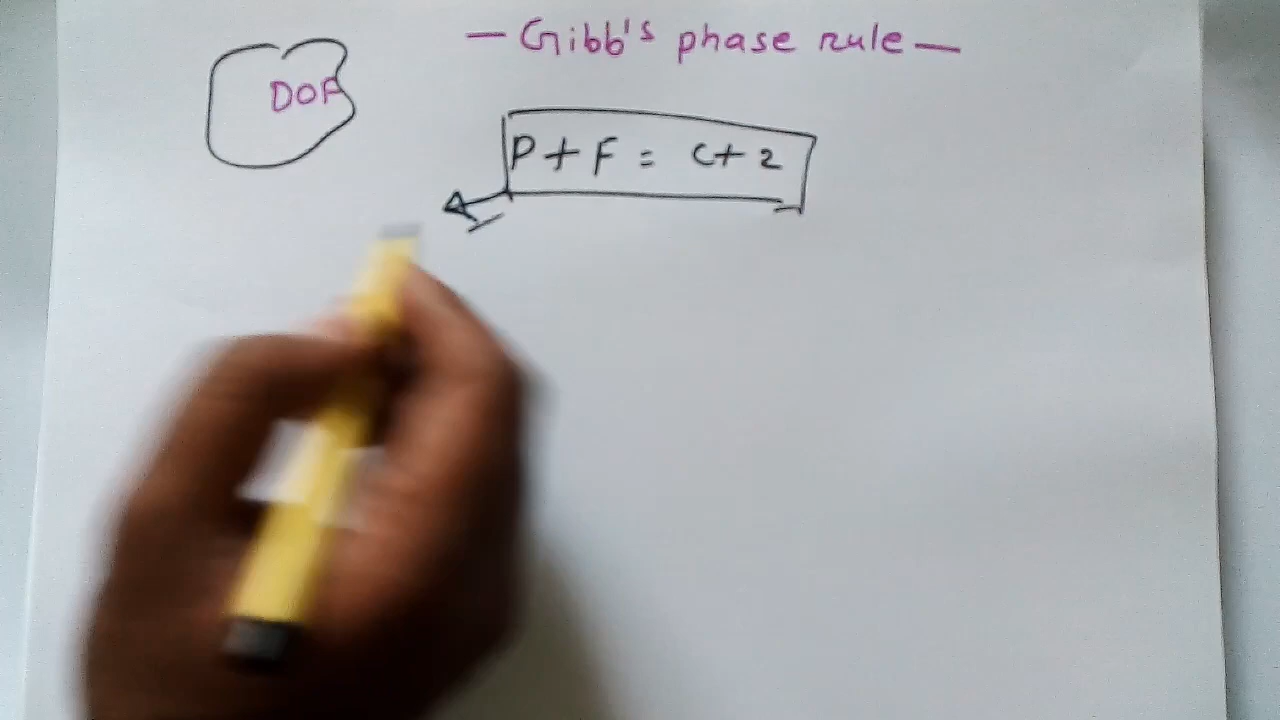 — Gibb's phase rule —
DOF
P + F = C + 2